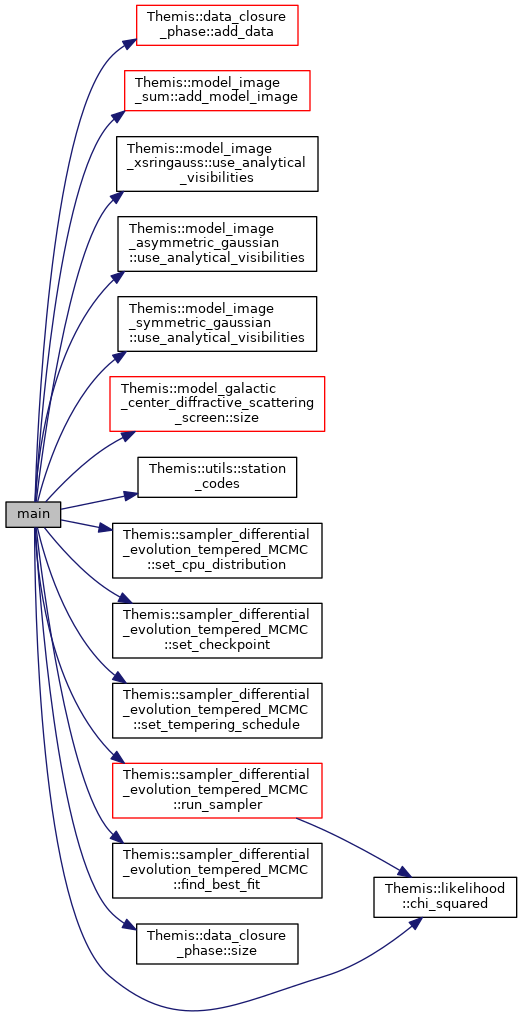 Themis::data_closure
_phase::add_data
Themis::model_image
_sum::add_model_image
Themis::model_image
_xsringauss::use_analytical
_visibilities
Themis::model_image
_asymmetric_gaussian
::use_analytical_visibilities
Themis::model_image
_symmetric_gaussian
::use_analytical_visibilities
Themis::model_galactic
_center_diffractive_scattering
_screen::size
Themis::utils::station
_codes
main
Themis::sampler_differential
_evolution_tempered_MCMC
::set_cpu_distribution
Themis::sampler_differential
_evolution_tempered_MCMC
::set_checkpoint
Themis::sampler_differential
_evolution_tempered_MCMC
::set_tempering_schedule
Themis::sampler_differential
_evolution_tempered_MCMC
::run_sampler
Themis::sampler_differential
_evolution_tempered_MCMC
::find_best_fit
Themis::likelihood
::chi_squared
Themis::data_closure
_phase::size